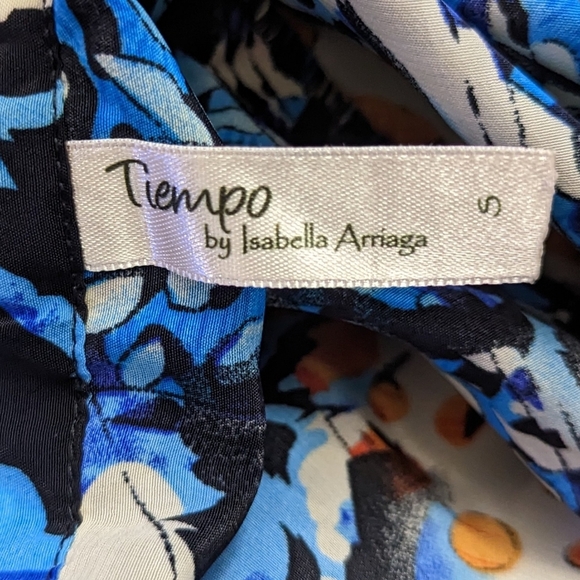 Tiempo
by Isabella Arriaga
S